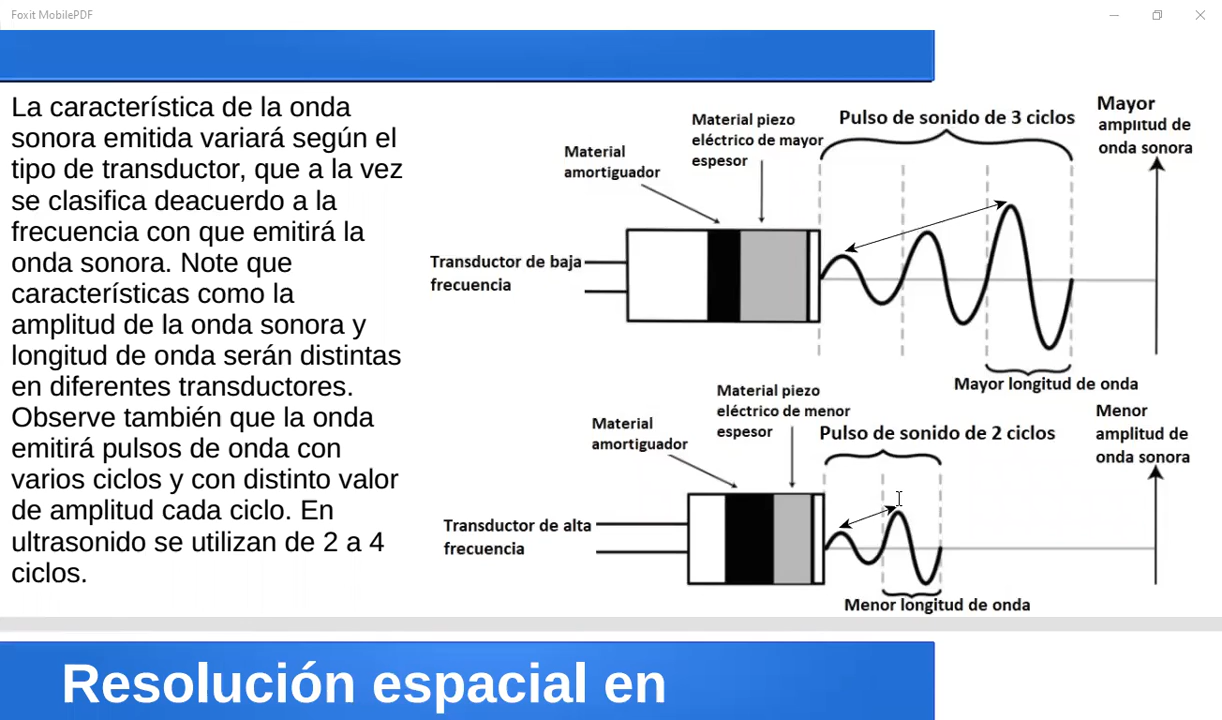 Foxit MobilePDF
La característica de la onda
sonora emitida variará según el
tipo de transductor, que a la vez
se clasifica deacuerdo a la
frecuencia con que emitirá la
onda sonora. Note que
características como la
amplitud de la onda sonora y
longitud de onda serán distintas
en diferentes transductores.
Observe también que la onda
emitirá pulsos de onda con
varios ciclos y con distinto valor
de amplitud cada ciclo. En
ultrasonido se utilizan de 2 a 4
ciclos.
Material
amortiguador
Material piezo
eléctrico de mayor
espesor
Pulso de sonido de 3 ciclos
Mayor
amplitud de
onda sonora
Transductor de baja
frecuencia
Mayor longitud de onda
Material
amortiguador
Material piezo
eléctrico de menor
espesor
Pulso de sonido de 2 ciclos
Menor
amplitud de
onda sonora
Transductor de alta
frecuencia
Menor longitud de onda
Resolución espacial en